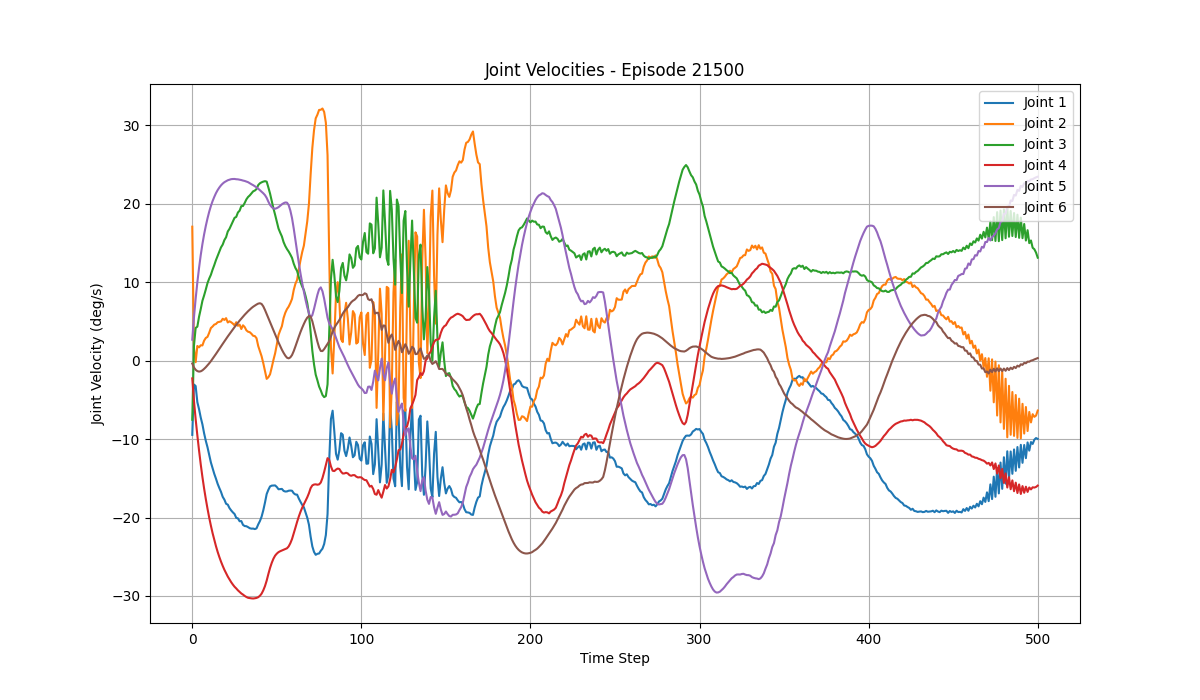 Joint Velocities - Episode 21500
Joint Velocity (deg/s)
30
20
10
0
−10
−20
−30
Joint 1
Joint 2
Joint 3
Joint 4
Joint 5
Joint 6
0
100
200
300
400
500
Time Step